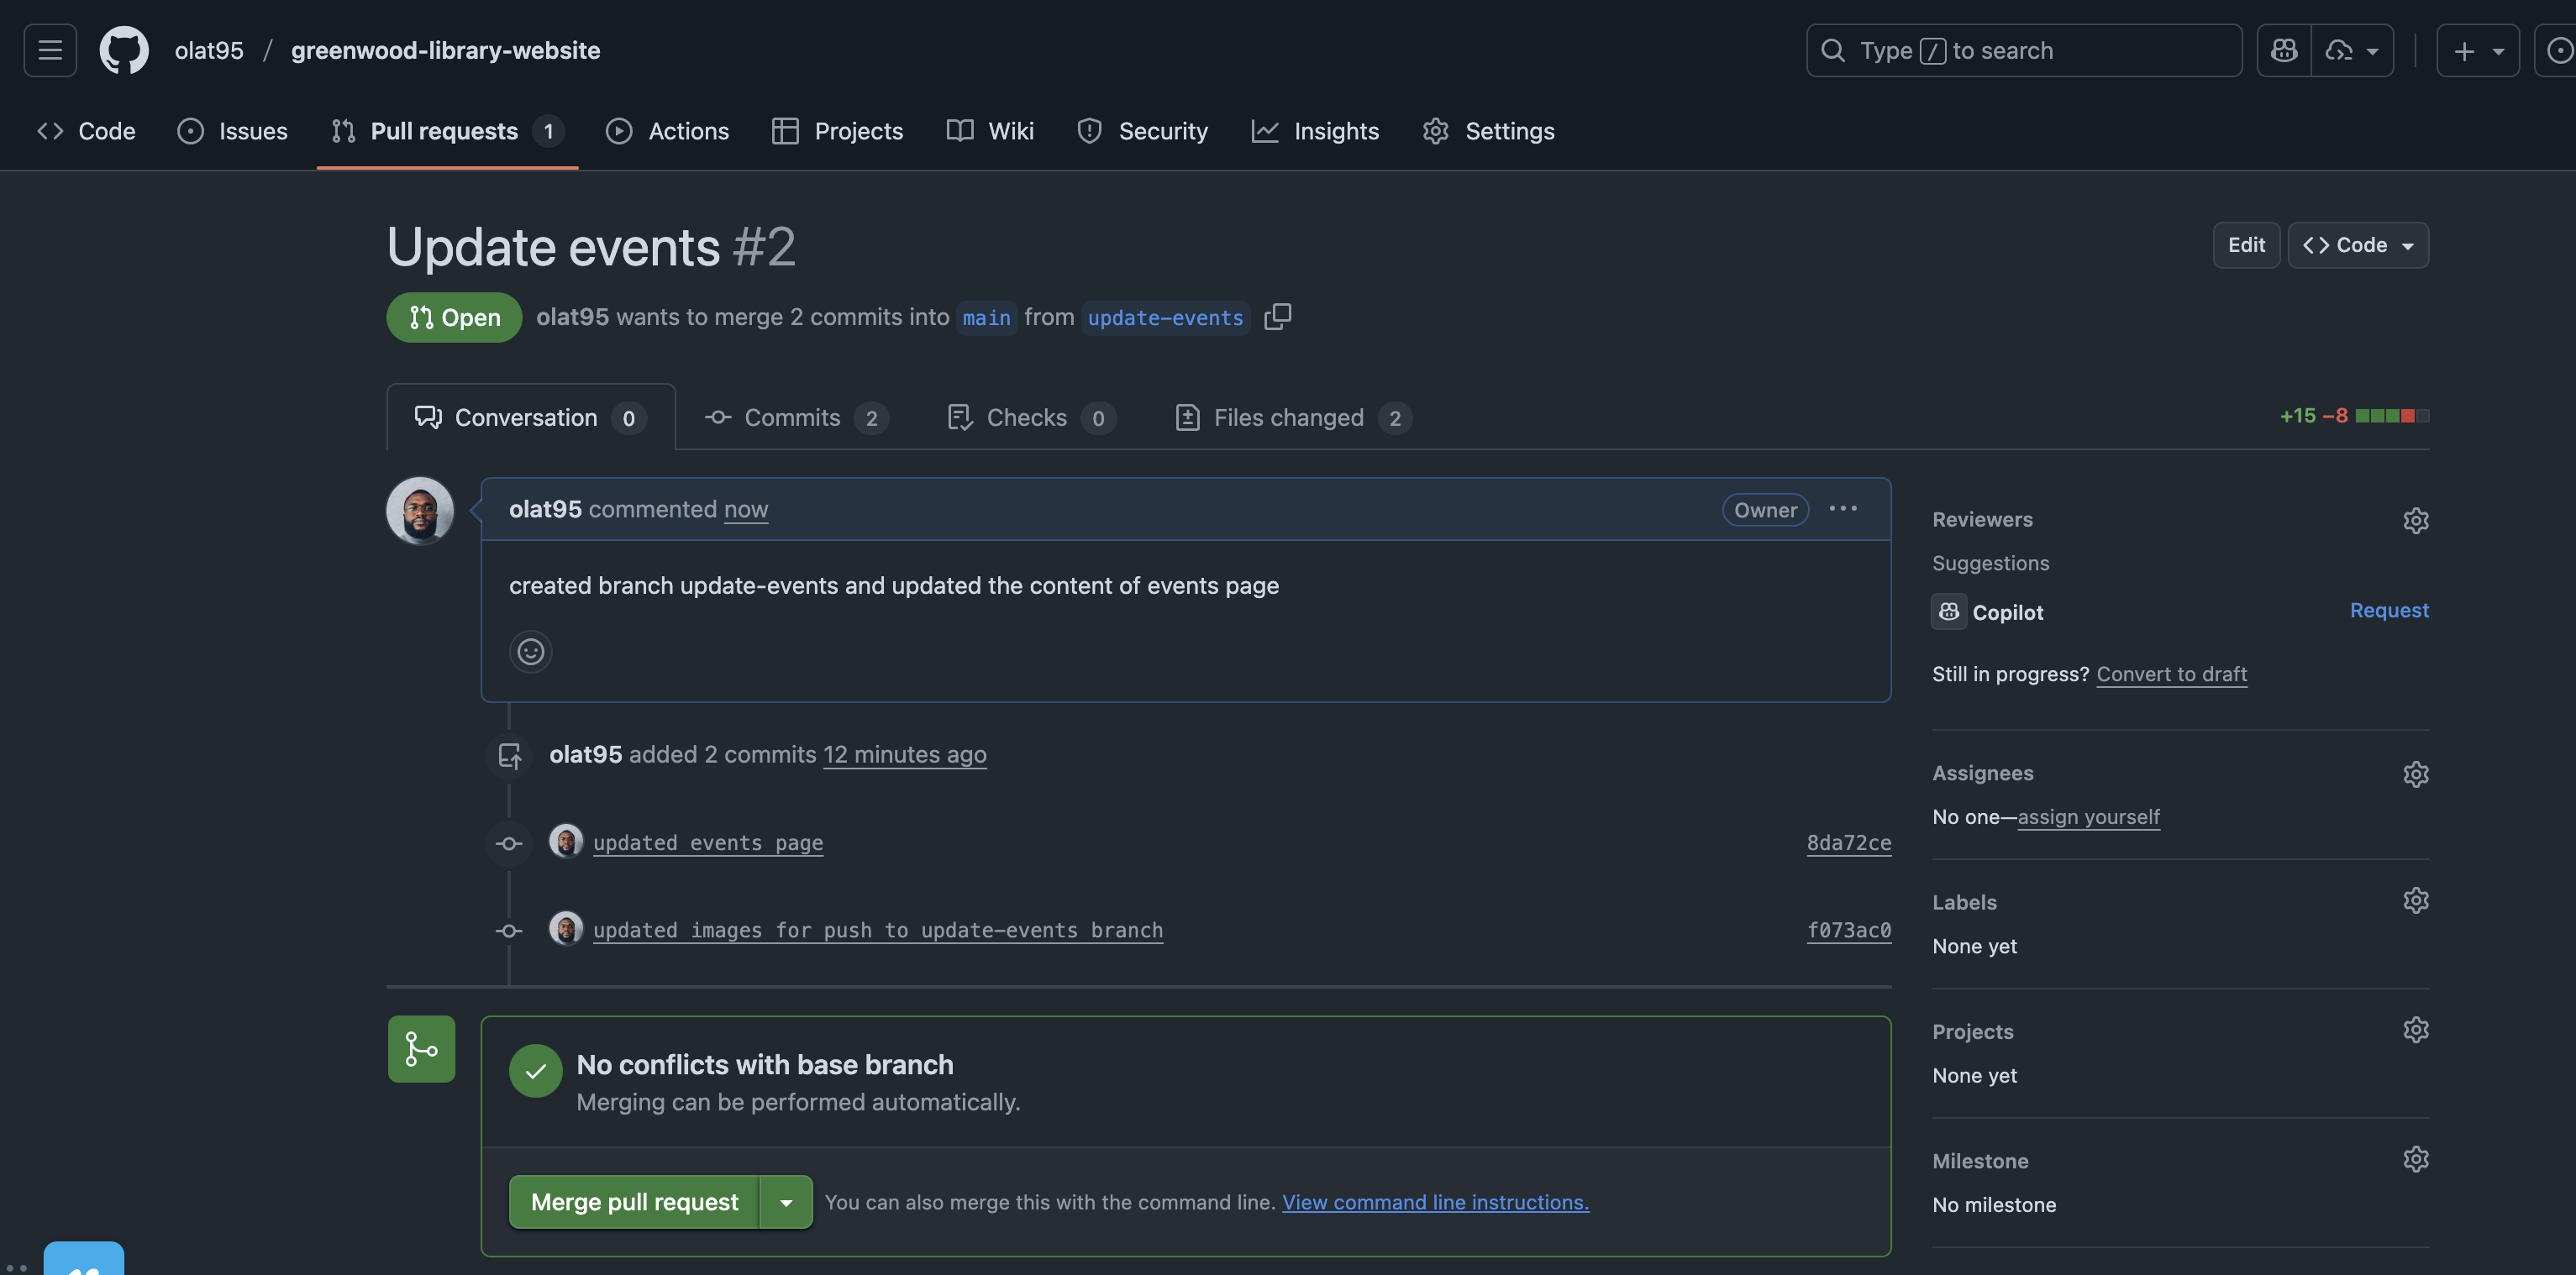 olat95 / greenwood-library-website
Type / to search
Code Issues Pull requests 1 Actions Projects Wiki Security Insights Settings
Update events #2
Edit Code
Open olat95 wants to merge 2 commits into main from update-events
Conversation 0 Commits 2 Checks 0 Files changed 2
+15 −8
olat95 commented now
Owner
created branch update-events and updated the content of events page
olat95 added 2 commits 12 minutes ago
updated events page 8da72ce
updated images for push to update-events branch f073ac0
No conflicts with base branch
Merging can be performed automatically.
Merge pull request You can also merge this with the command line. View command line instructions.
Reviewers
Suggestions
Copilot Request
Still in progress? Convert to draft
Assignees
No one—assign yourself
Labels
None yet
Projects
None yet
Milestone
No milestone